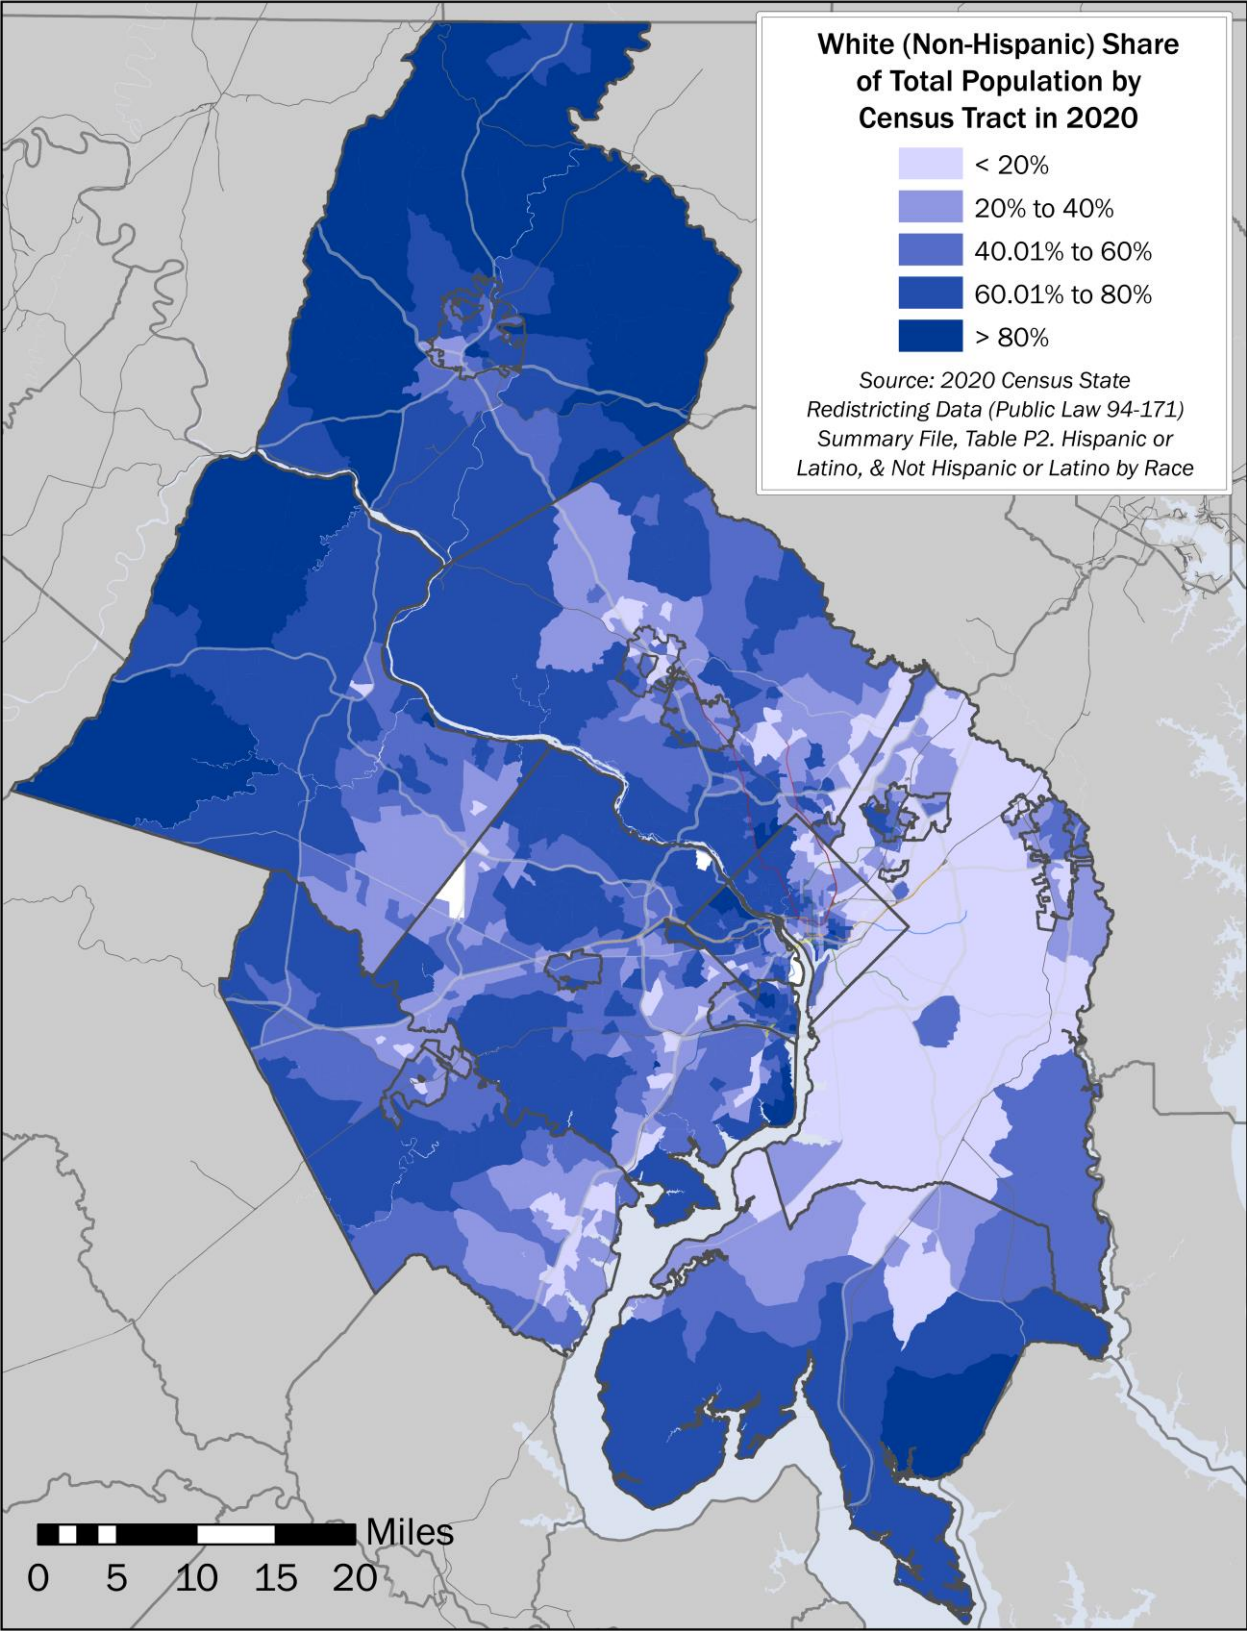 White (Non-Hispanic) Share
of Total Population by
Census Tract in 2020
< 20%
20% to 40%
40.01% to 60%
60.01% to 80%
> 80%
Source: 2020 Census State
Redistricting Data (Public Law 94-171)
Summary File, Table P2. Hispanic or
Latino, & Not Hispanic or Latino by Race
Miles
0 5 10 15 20